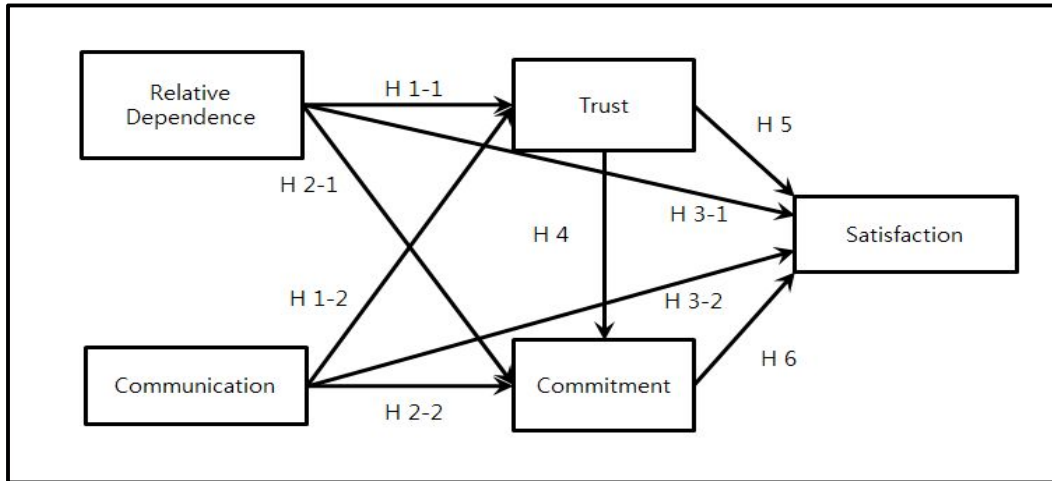 Relative
Dependence
H 1-1
Trust
H 5
H 2-1
H 3-1
H 4
Satisfaction
H 1-2
H 3-2
Communication
H 2-2
Commitment
H 6